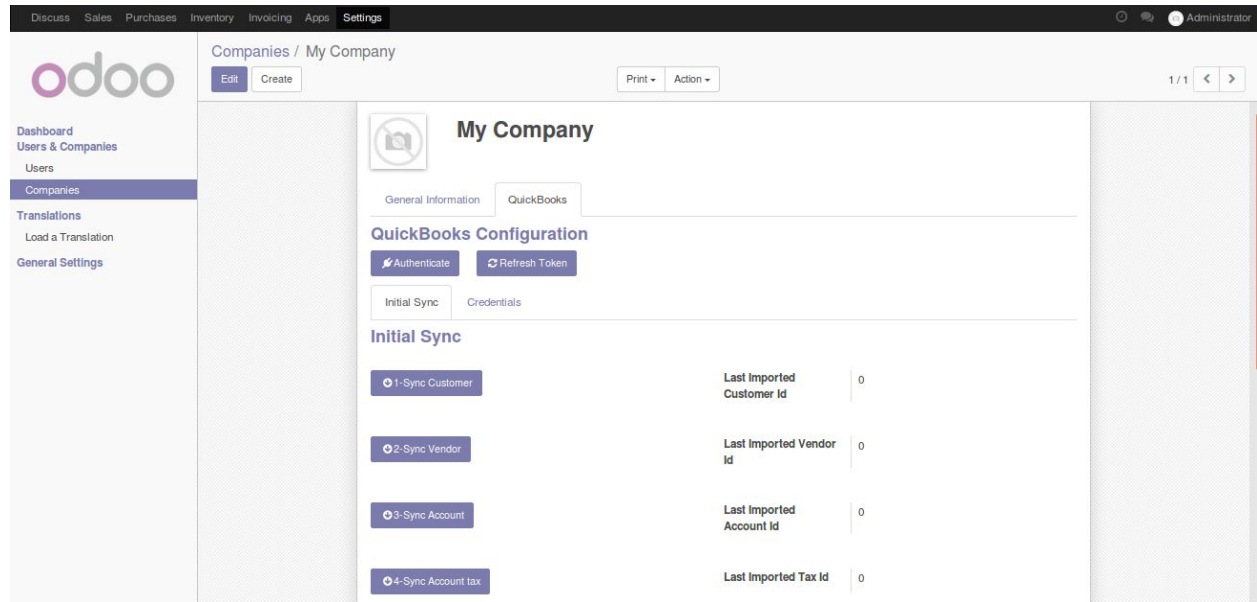 Discuss Sales Purchases Inventory Invoicing Apps Settings Administrator
odoo
Companies / My Company
Edit Create Print Action 1 / 1
Dashboard
Users & Companies
Users
Companies
Translations
Load a Translation
General Settings
My Company
General Information QuickBooks
QuickBooks Configuration
Authenticate Refresh Token
Initial Sync Credentials
Initial Sync
1-Sync Customer Last Imported Customer Id 0
2-Sync Vendor Last Imported Vendor Id 0
3-Sync Account Last Imported Account Id 0
4-Sync Account tax Last Imported Tax Id 0